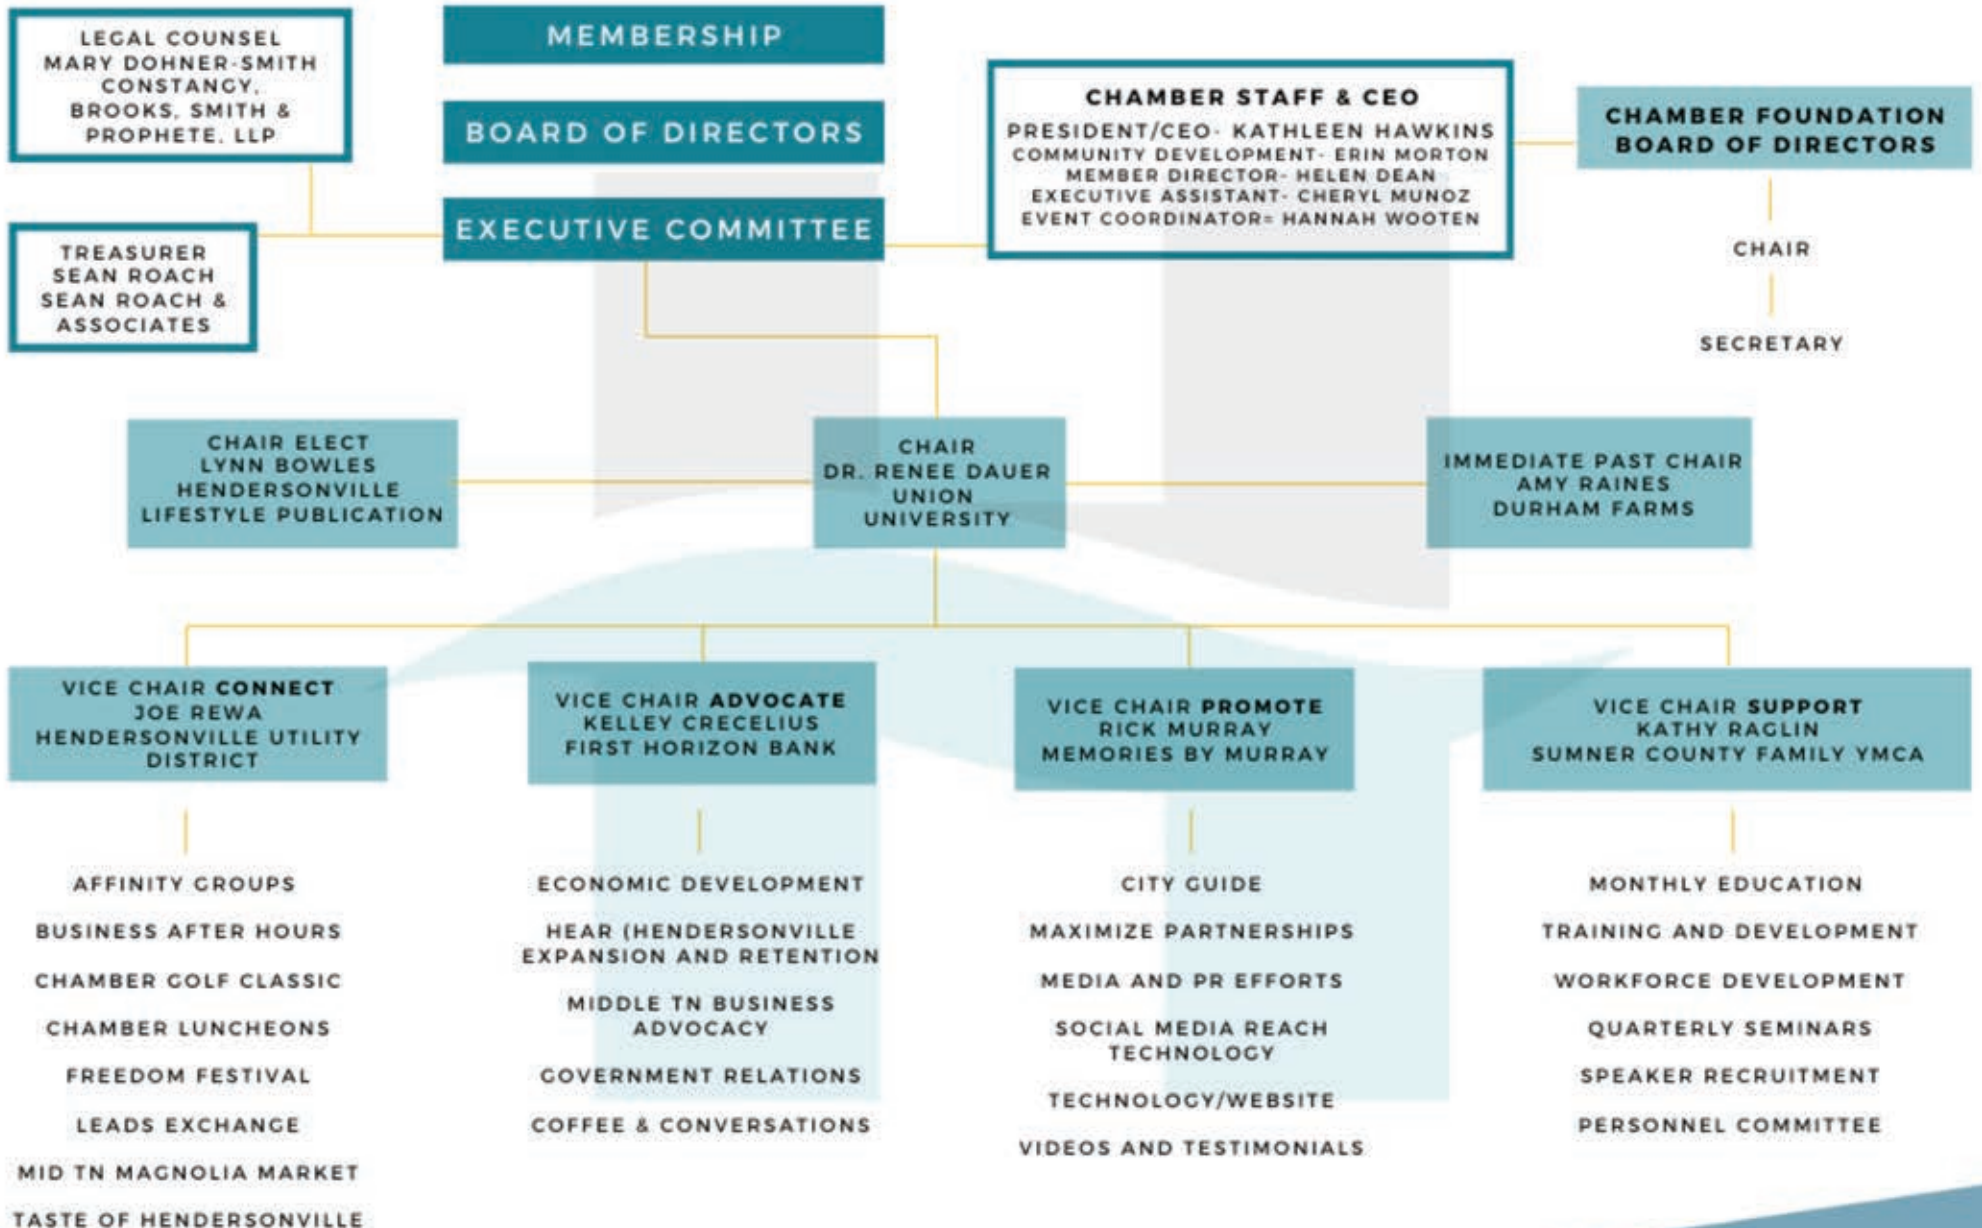 LEGAL COUNSEL
MARY DOHNER-SMITH
CONSTANCY,
BROOKS, SMITH &
PROPHETE, LLP
MEMBERSHIP
BOARD OF DIRECTORS
EXECUTIVE COMMITTEE
TREASURER
SEAN ROACH
SEAN ROACH &
ASSOCIATES
CHAMBER STAFF & CEO
PRESIDENT/CEO- KATHLEEN HAWKINS
COMMUNITY DEVELOPMENT- ERIN MORTON
MEMBER DIRECTOR- HELEN DEAN
EXECUTIVE ASSISTANT- CHERYL MUNOZ
EVENT COORDINATOR= HANNAH WOOTEN
CHAMBER FOUNDATION
BOARD OF DIRECTORS
CHAIR
SECRETARY
CHAIR ELECT
LYNN BOWLES
HENDERSONVILLE
LIFESTYLE PUBLICATION
CHAIR
DR. RENEE DAUER
UNION
UNIVERSITY
IMMEDIATE PAST CHAIR
AMY RAINES
DURHAM FARMS
VICE CHAIR CONNECT
JOE REWA
HENDERSONVILLE UTILITY
DISTRICT
AFFINITY GROUPS
BUSINESS AFTER HOURS
CHAMBER GOLF CLASSIC
CHAMBER LUNCHEONS
FREEDOM FESTIVAL
LEADS EXCHANGE
MID TN MAGNOLIA MARKET
TASTE OF HENDERSONVILLE
VICE CHAIR ADVOCATE
KELLEY CRECELIUS
FIRST HORIZON BANK
ECONOMIC DEVELOPMENT
HEAR (HENDERSONVILLE
EXPANSION AND RETENTION
MIDDLE TN BUSINESS
ADVOCACY
GOVERNMENT RELATIONS
COFFEE & CONVERSATIONS
VICE CHAIR PROMOTE
RICK MURRAY
MEMORIES BY MURRAY
CITY GUIDE
MAXIMIZE PARTNERSHIPS
MEDIA AND PR EFFORTS
SOCIAL MEDIA REACH
TECHNOLOGY
TECHNOLOGY/WEBSITE
VIDEOS AND TESTIMONIALS
VICE CHAIR SUPPORT
KATHY RAGLIN
SUMNER COUNTY FAMILY YMCA
MONTHLY EDUCATION
TRAINING AND DEVELOPMENT
WORKFORCE DEVELOPMENT
QUARTERLY SEMINARS
SPEAKER RECRUITMENT
PERSONNEL COMMITTEE